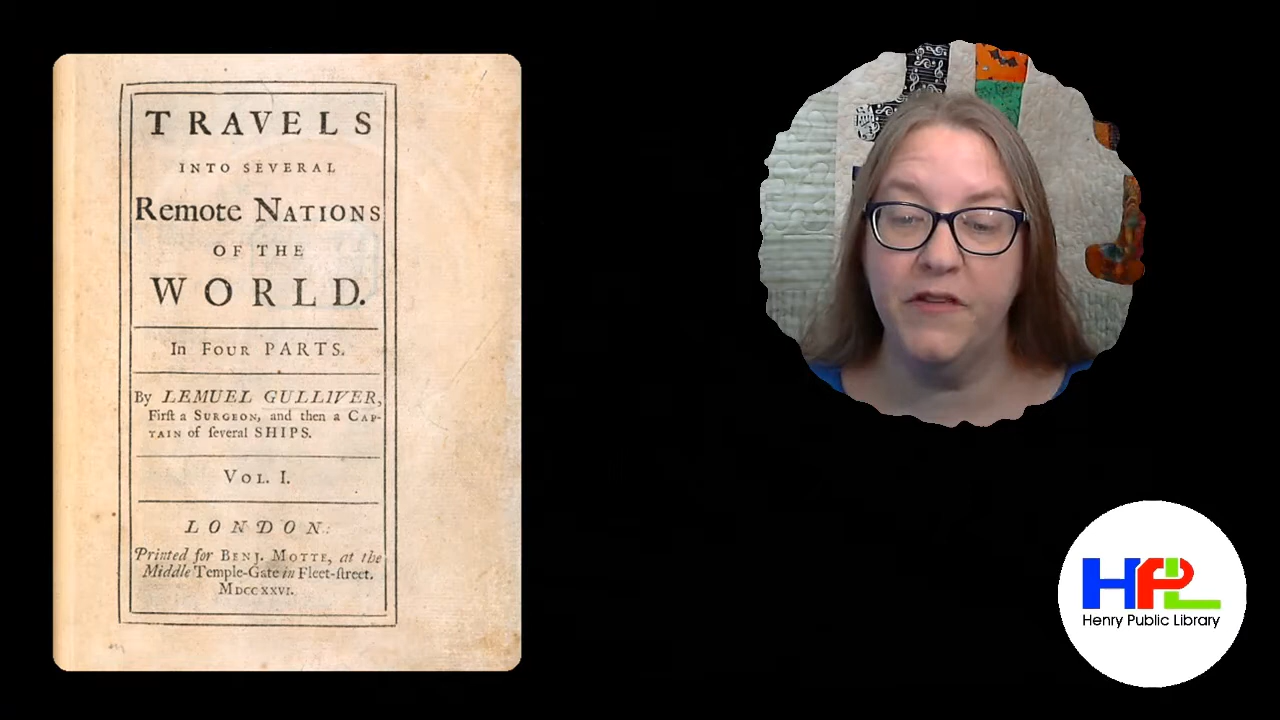 TRAVELS
INTO SEVERAL
Remote NATIONS
OF THE
WORLD.
In FOUR PARTS.
By LEMUEL GULLIVER,
Firſt a SURGEON, and then a CAP-
TAIN of ſeveral SHIPS.
VOL. I.
LONDON:
Printed for BENJ. MOTTE, at the
Middle Temple-Gate in Fleet-ſtreet.
MDCCXXVI.
HPL
Henry Public Library